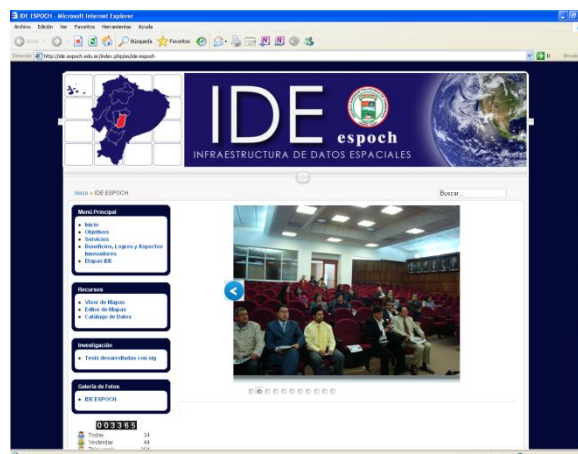 IDE ESPOCH - Microsoft Internet Explorer
Archivo Edición Ver Favoritos Herramientas Ayuda
Búsqueda Favoritos
Dirección http://ide.espoch.edu.ec/index.php/es/ide-espoch Ir
IDE
espoch
INFRAESTRUCTURA DE DATOS ESPACIALES
Inicio IDE ESPOCH Buscar...
Menú Principal
Inicio
Objetivos
Servicios
Beneficios, Logros y Aspectos
Innovadores
Etapas IDE
Recursos
Visor de Mapas
Editor de Mapas
Catálogo de Datos
Investigación
Tesis desarrolladas con sig
Galería de Fotos
IDE ESPOCH
003365
Today 24
Yesterday 44